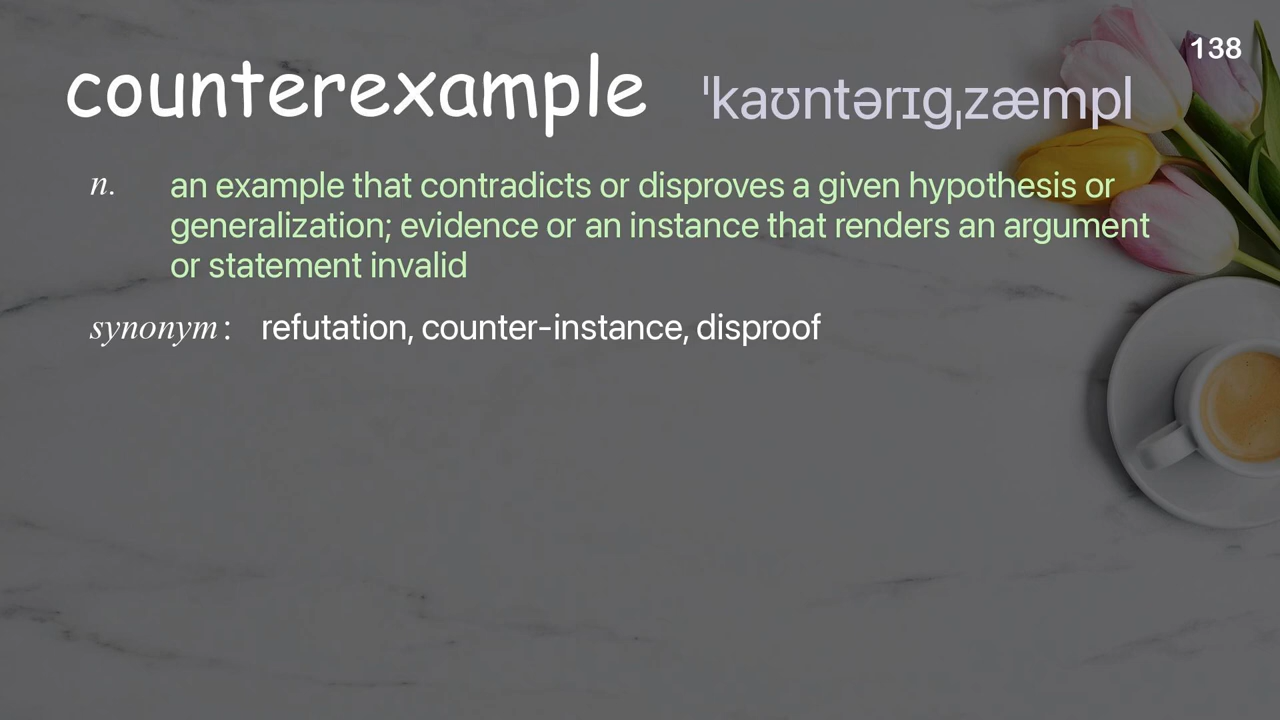 138
counterexample ˈkaʊntərɪgˌzæmpl
n. an example that contradicts or disproves a given hypothesis or
generalization; evidence or an instance that renders an argument
or statement invalid
synonym: refutation, counter-instance, disproof